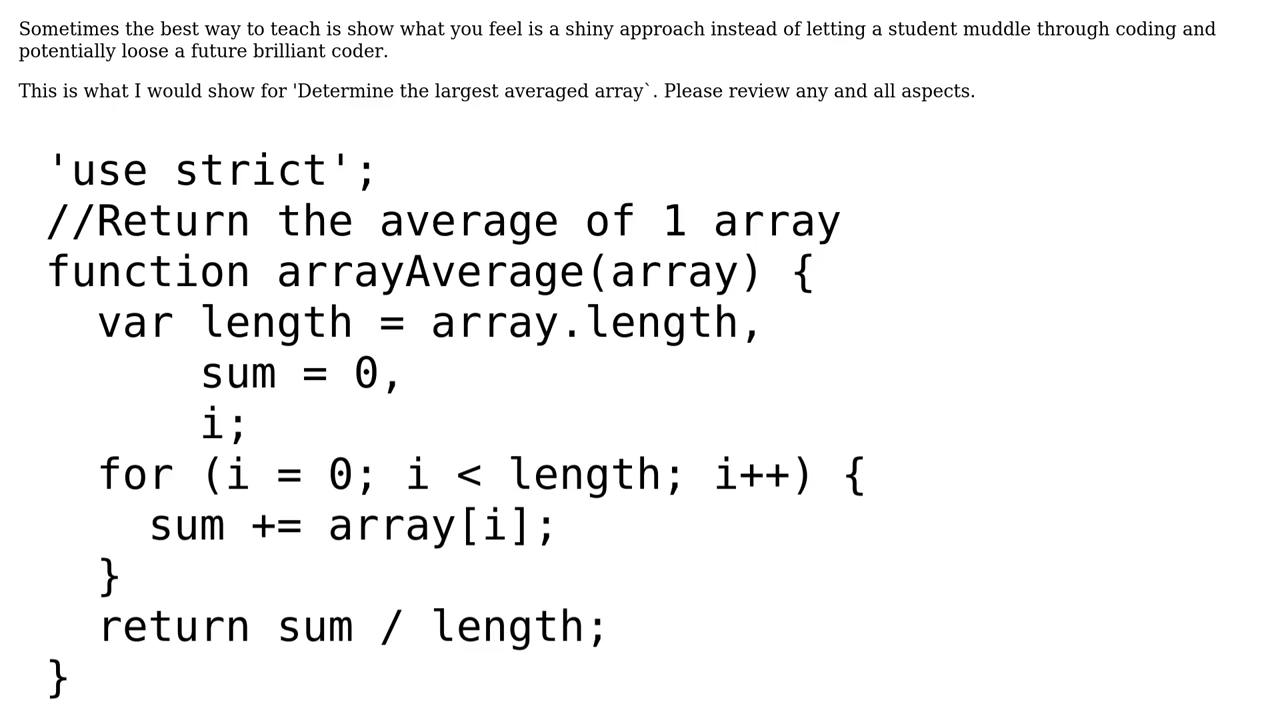 Sometimes the best way to teach is show what you feel is a shiny approach instead of letting a student muddle through coding and
potentially loose a future brilliant coder.
This is what I would show for 'Determine the largest averaged array`. Please review any and all aspects.
'use strict';
//Return the average of 1 array
function arrayAverage(array) {
  var length = array.length,
      sum = 0,
      i;
  for (i = 0; i < length; i++) {
    sum += array[i];
  }
  return sum / length;
}